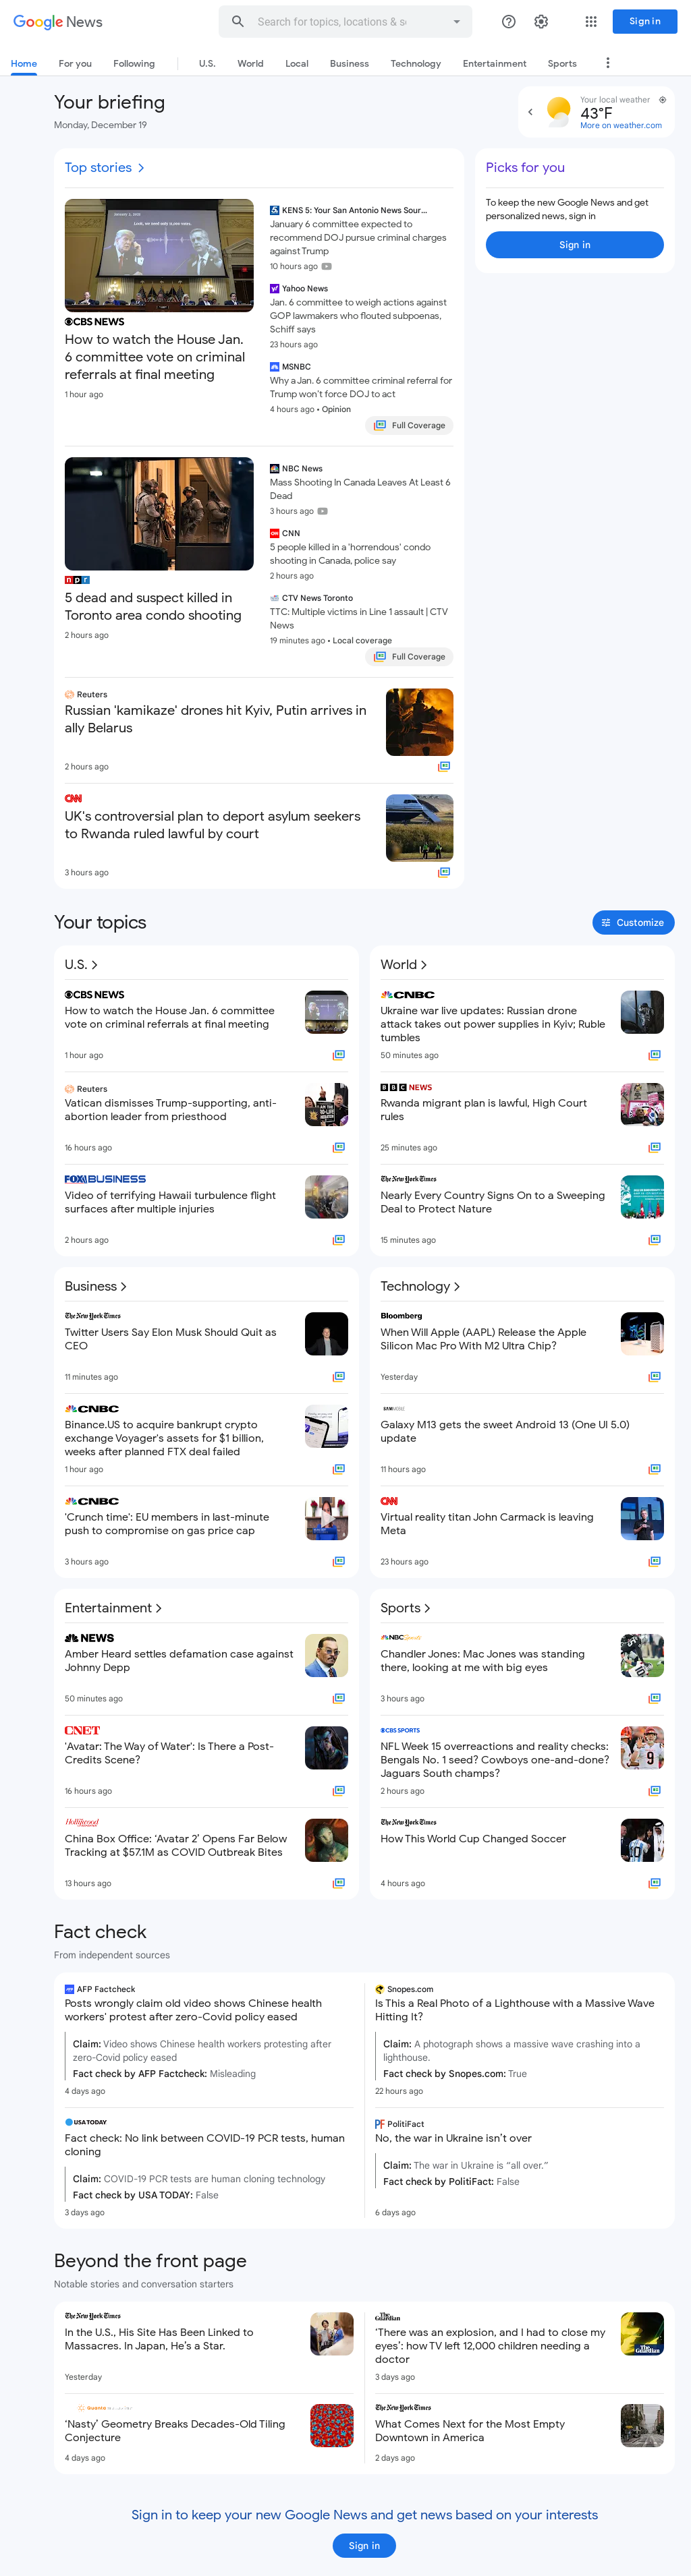 Google News
Search for topics, locations & so
Sign in
Home
For you
Following
U.S.
World
Local
Business
Technology
Entertainment
Sports
Your briefing
Monday, December 19
Your local weather
43°F
More on weather.com
Top stories
CBS NEWS
How to watch the House Jan.
6 committee vote on criminal
referrals at final meeting
1 hour ago
KENS 5: Your San Antonio News Sour...
January 6 committee expected to
recommend DOJ pursue criminal charges
against Trump
10 hours ago
Yahoo News
Jan. 6 committee to weigh actions against
GOP lawmakers who flouted subpoenas,
Schiff says
23 hours ago
MSNBC
Why a Jan. 6 committee criminal referral for
Trump won't force DOJ to act
4 hours ago • Opinion
Full Coverage
npr
5 dead and suspect killed in
Toronto area condo shooting
2 hours ago
NBC News
Mass Shooting In Canada Leaves At Least 6
Dead
3 hours ago
CNN
5 people killed in a 'horrendous' condo
shooting in Canada, police say
2 hours ago
CTV News Toronto
TTC: Multiple victims in Line 1 assault | CTV
News
19 minutes ago • Local coverage
Full Coverage
Reuters
Russian 'kamikaze' drones hit Kyiv, Putin arrives in
ally Belarus
2 hours ago
CNN
UK's controversial plan to deport asylum seekers
to Rwanda ruled lawful by court
3 hours ago
Picks for you
To keep the new Google News and get
personalized news, sign in
Sign in
Your topics
Customize
U.S.
CBS NEWS
How to watch the House Jan. 6 committee
vote on criminal referrals at final meeting
1 hour ago
Reuters
Vatican dismisses Trump-supporting, anti-
abortion leader from priesthood
16 hours ago
FOX BUSINESS
Video of terrifying Hawaii turbulence flight
surfaces after multiple injuries
2 hours ago
World
CNBC
Ukraine war live updates: Russian drone
attack takes out power supplies in Kyiv; Ruble
tumbles
50 minutes ago
BBC NEWS
Rwanda migrant plan is lawful, High Court
rules
25 minutes ago
The New York Times
Nearly Every Country Signs On to a Sweeping
Deal to Protect Nature
15 minutes ago
Business
The New York Times
Twitter Users Say Elon Musk Should Quit as
CEO
11 minutes ago
CNBC
Binance.US to acquire bankrupt crypto
exchange Voyager's assets for $1 billion,
weeks after planned FTX deal failed
1 hour ago
CNBC
'Crunch time': EU members in last-minute
push to compromise on gas price cap
3 hours ago
Technology
Bloomberg
When Will Apple (AAPL) Release the Apple
Silicon Mac Pro With M2 Ultra Chip?
Yesterday
SAMMOBILE
Galaxy M13 gets the sweet Android 13 (One UI 5.0)
update
11 hours ago
CNN
Virtual reality titan John Carmack is leaving
Meta
23 hours ago
Entertainment
NEWS
Amber Heard settles defamation case against
Johnny Depp
50 minutes ago
CNET
'Avatar: The Way of Water': Is There a Post-
Credits Scene?
16 hours ago
Hollywood
China Box Office: 'Avatar 2' Opens Far Below
Tracking at $57.1M as COVID Outbreak Bites
13 hours ago
Sports
NBC Sports
Chandler Jones: Mac Jones was standing
there, looking at me with big eyes
3 hours ago
CBS SPORTS
NFL Week 15 overreactions and reality checks:
Bengals No. 1 seed? Cowboys one-and-done?
Jaguars South champs?
2 hours ago
The New York Times
How This World Cup Changed Soccer
4 hours ago
Fact check
From independent sources
AFP Factcheck
Posts wrongly claim old video shows Chinese health
workers' protest after zero-Covid policy eased
Claim: Video shows Chinese health workers protesting after
zero-Covid policy eased
Fact check by AFP Factcheck: Misleading
4 days ago
USA TODAY
Fact check: No link between COVID-19 PCR tests, human
cloning
Claim: COVID-19 PCR tests are human cloning technology
Fact check by USA TODAY: False
3 days ago
Snopes.com
Is This a Real Photo of a Lighthouse with a Massive Wave
Hitting It?
Claim: A photograph shows a massive wave crashing into a
lighthouse.
Fact check by Snopes.com: True
22 hours ago
PolitiFact
No, the war in Ukraine isn't over
Claim: The war in Ukraine is "all over."
Fact check by PolitiFact: False
6 days ago
Beyond the front page
Notable stories and conversation starters
The New York Times
In the U.S., His Site Has Been Linked to
Massacres. In Japan, He's a Star.
Yesterday
Quanta
'Nasty' Geometry Breaks Decades-Old Tiling
Conjecture
4 days ago
The Guardian
'There was an explosion, and I had to close my
eyes': how TV left 12,000 children needing a
doctor
3 days ago
The New York Times
What Comes Next for the Most Empty
Downtown in America
2 days ago
Sign in to keep your new Google News and get news based on your interests
Sign in